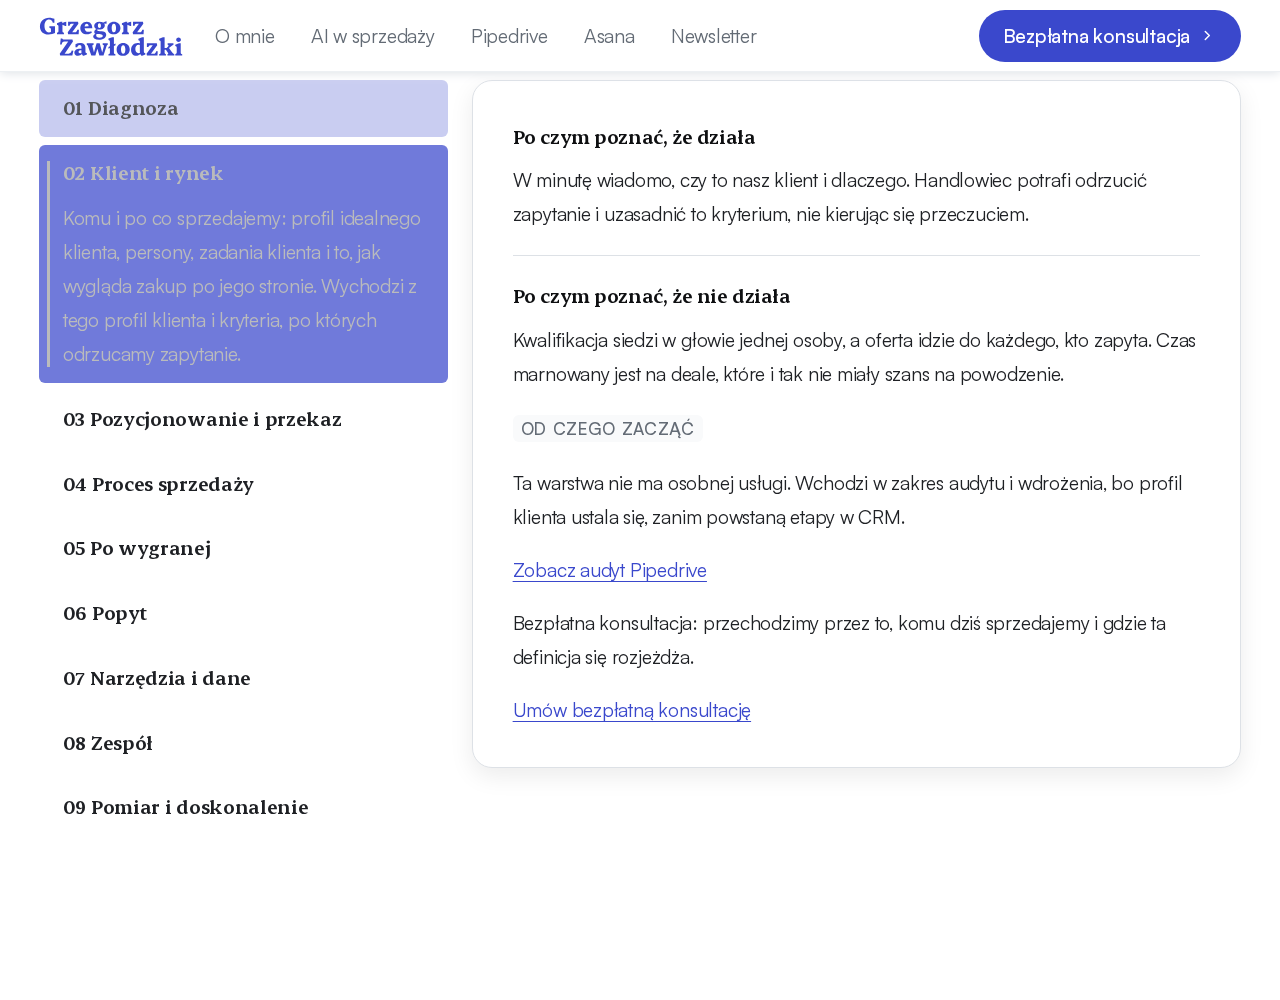 Grzegorz
Zawłodzki
O mnie
AI w sprzedaży
Pipedrive
Asana
Newsletter
Bezpłatna konsultacja
01 Diagnoza
02 Klient i rynek
Komu i po co sprzedajemy: profil idealnego
klienta, persony, zadania klienta i to, jak
wygląda zakup po jego stronie. Wychodzi z
tego profil klienta i kryteria, po których
odrzucamy zapytanie.
03 Pozycjonowanie i przekaz
04 Proces sprzedaży
05 Po wygranej
06 Popyt
07 Narzędzia i dane
08 Zespół
09 Pomiar i doskonalenie
Po czym poznać, że działa
W minutę wiadomo, czy to nasz klient i dlaczego. Handlowiec potrafi odrzucić
zapytanie i uzasadnić to kryterium, nie kierując się przeczuciem.
Po czym poznać, że nie działa
Kwalifikacja siedzi w głowie jednej osoby, a oferta idzie do każdego, kto zapyta. Czas
marnowany jest na deale, które i tak nie miały szans na powodzenie.
OD CZEGO ZACZĄĆ
Ta warstwa nie ma osobnej usługi. Wchodzi w zakres audytu i wdrożenia, bo profil
klienta ustala się, zanim powstaną etapy w CRM.
Zobacz audyt Pipedrive
Bezpłatna konsultacja: przechodzimy przez to, komu dziś sprzedajemy i gdzie ta
definicja się rozjeżdża.
Umów bezpłatną konsultację